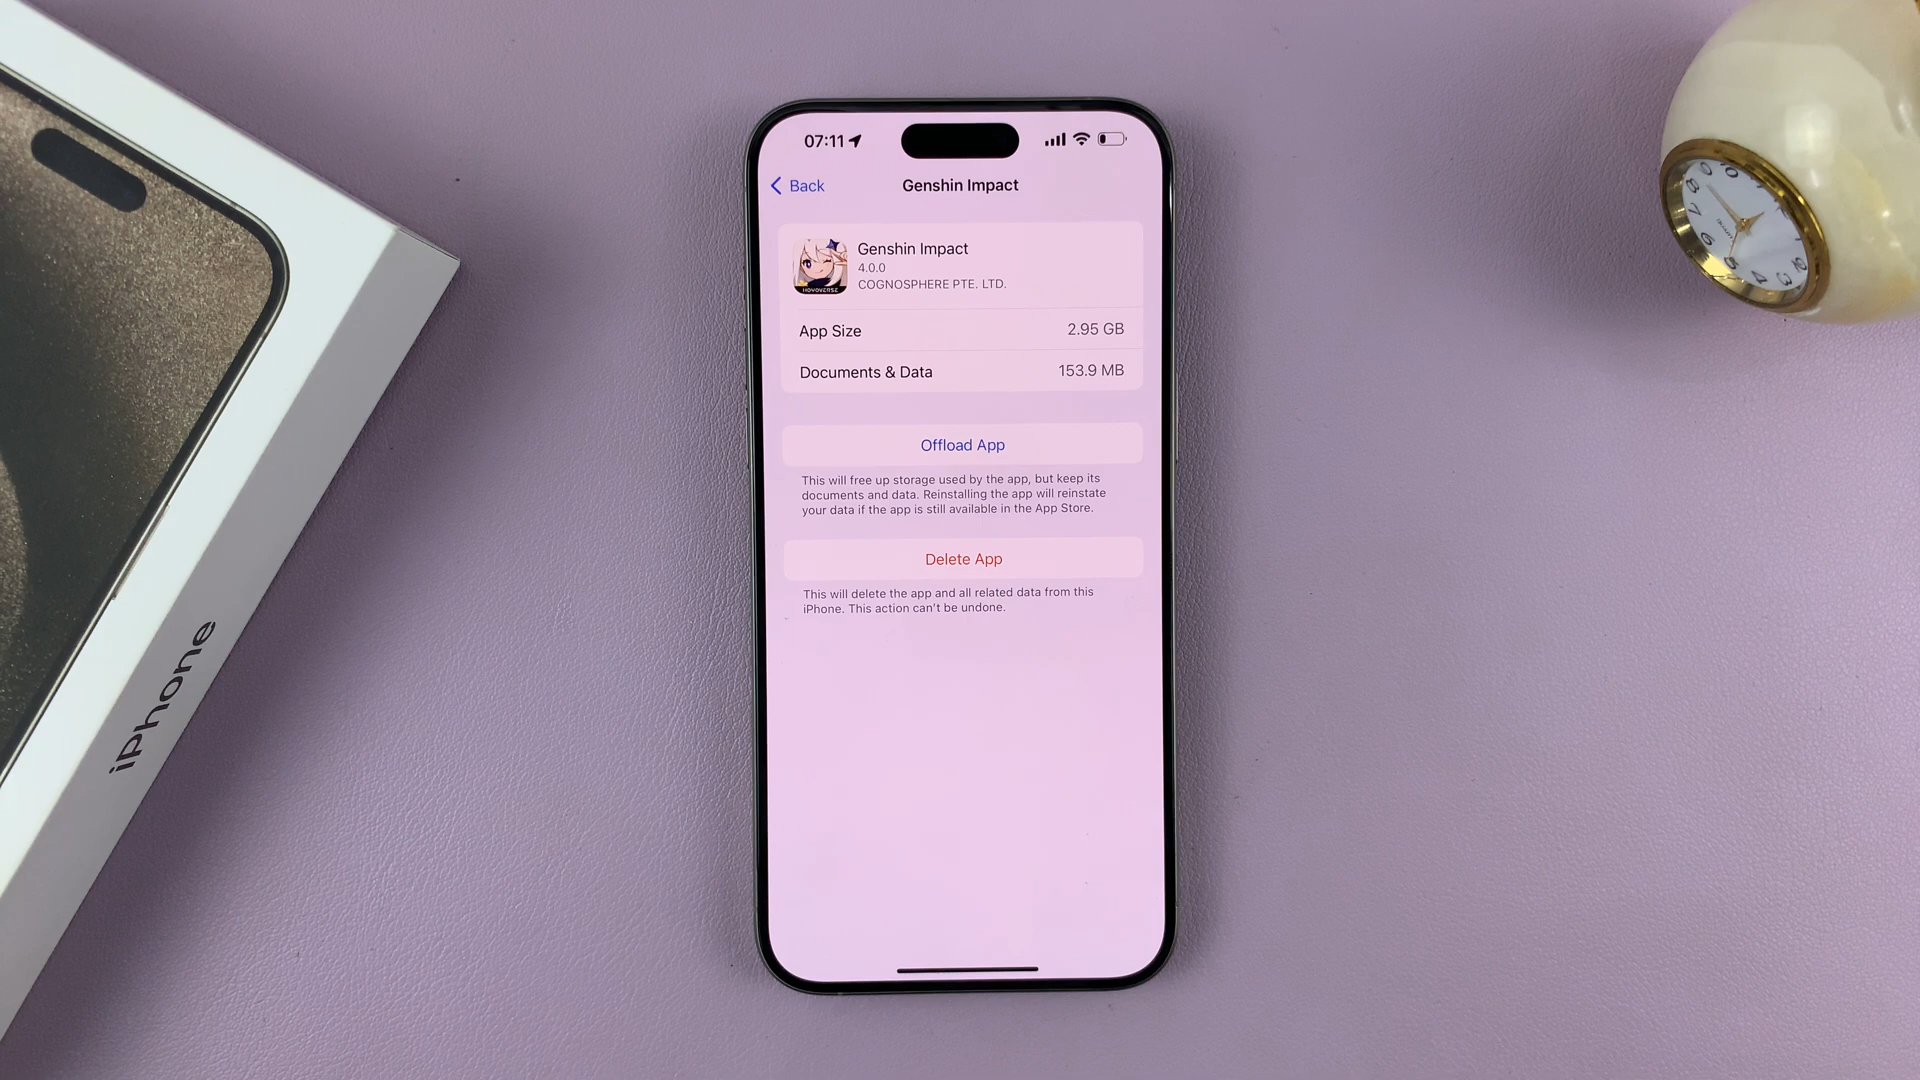 07:11
Back
Genshin Impact
Genshin Impact
4.0.0
HOYOVERSE
COGNOSPHERE PTE. LTD.
App Size
2.95 GB
Documents & Data
153.9 MB
Offload App
This will free up storage used by the app, but keep its
documents and data. Reinstalling the app will reinstate
your data if the app is still available in the App Store.
Delete App
This will delete the app and all related data from this
iPhone. This action can't be undone.
iPhone